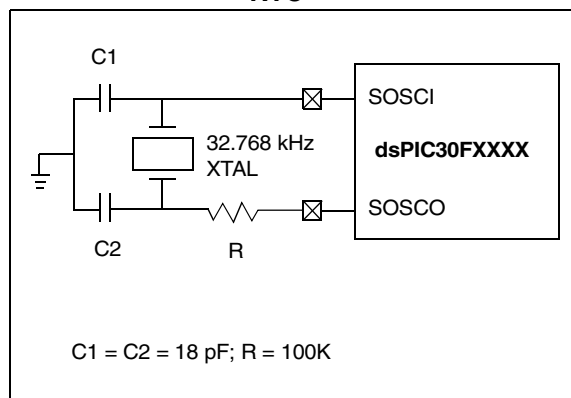 C1
SOSCI
32.768 kHz
XTAL
dsPIC30FXXXX
SOSCO
C2
R
C1 = C2 = 18 pF; R = 100K